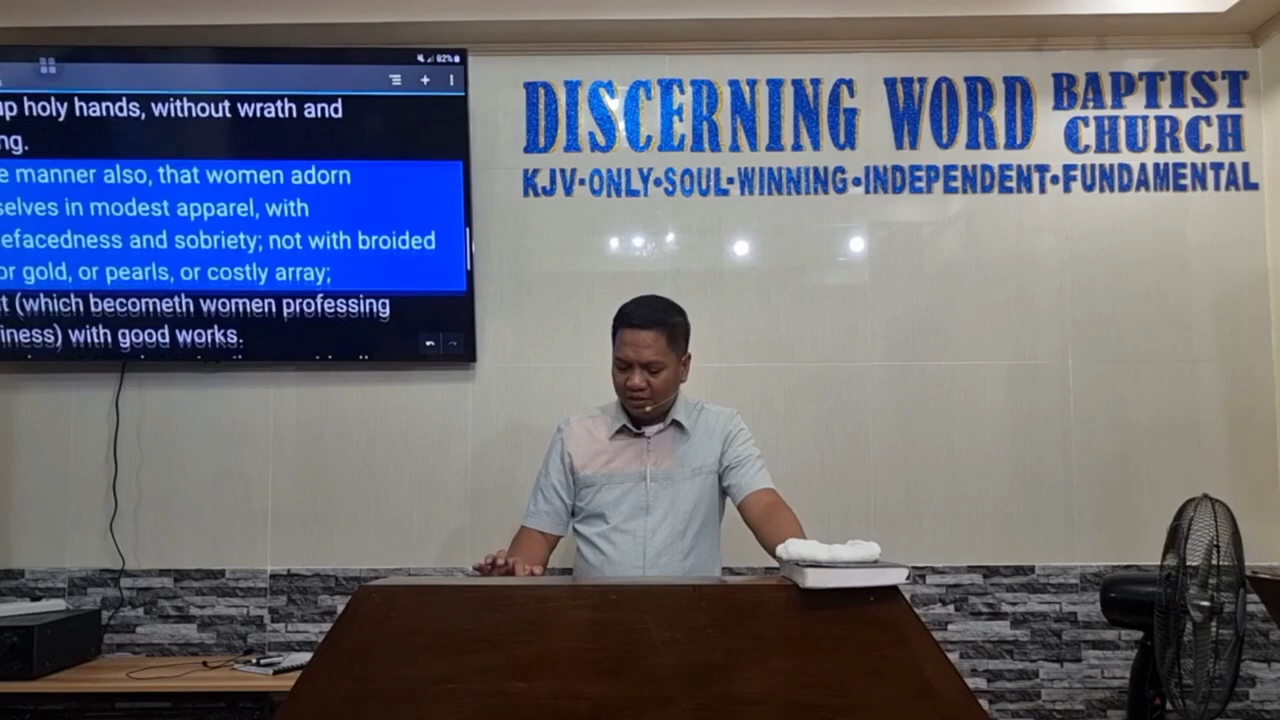 82%
up holy hands, without wrath and
ng.
e manner also, that women adorn
selves in modest apparel, with
efacedness and sobriety; not with broided
or gold, or pearls, or costly array;
t (which becometh women professing
iness) with good works.
DISCERNING WORD BAPTIST
CHURCH
KJV-ONLY•SOUL-WINNING•INDEPENDENT•FUNDAMENTAL